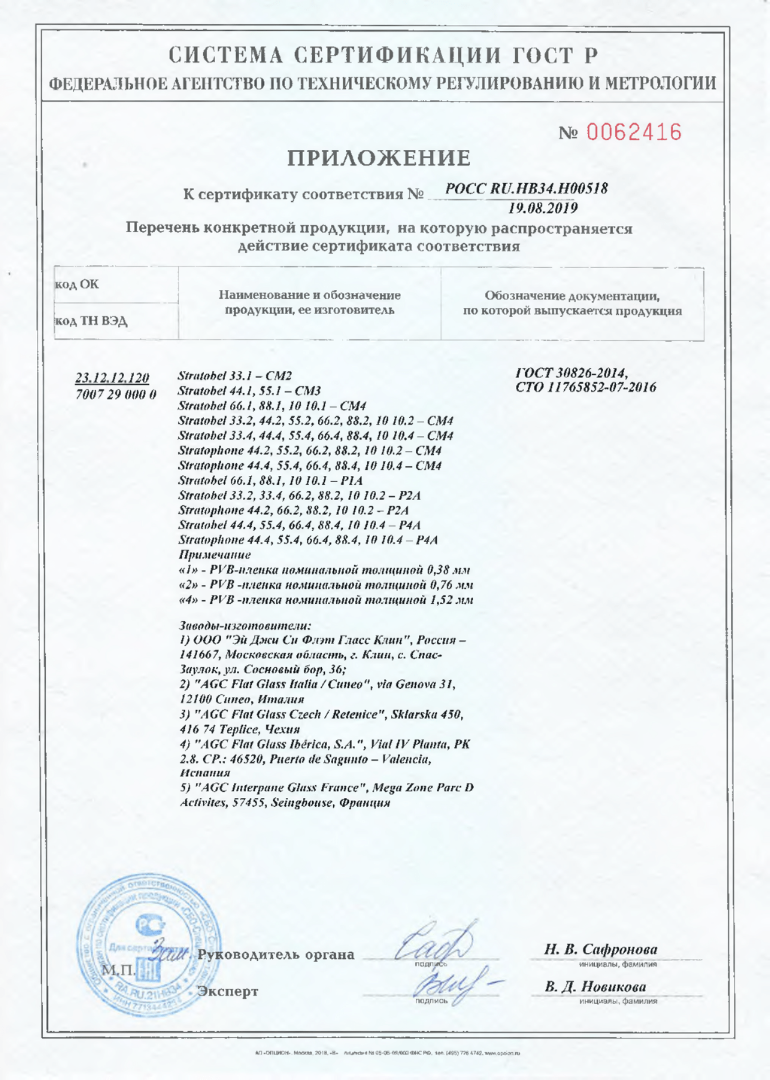 СИСТЕМА СЕРТИФИКАЦИИ ГОСТ Р
ФЕДЕРАЛЬНОЕ АГЕНТСТВО ПО ТЕХНИЧЕСКОМУ РЕГУЛИРОВАНИЮ И МЕТРОЛОГИИ
№ 0062416
ПРИЛОЖЕНИЕ
К сертификату соответствия № РОСС RU.НВ34.Н00518
19.08.2019
Перечень конкретной продукции, на которую распространяется
действие сертификата соответствия
код ОК
код ТН ВЭД
Наименование и обозначение
продукции, ее изготовитель
Обозначение документации,
по которой выпускается продукция
23.12.12.120
7007 29 000 0
Stratobel 33.1 – СМ2
Stratobel 44.1, 55.1 – СМ3
Stratobel 66.1, 88.1, 10 10.1 – СМ4
Stratobel 33.2, 44.2, 55.2, 66.2, 88.2, 10 10.2 – СМ4
Stratobel 33.4, 44.4, 55.4, 66.4, 88.4, 10 10.4 – СМ4
Stratophone 44.2, 55.2, 66.2, 88.2, 10 10.2 – СМ4
Stratophone 44.4, 55.4, 66.4, 88.4, 10 10.4 – СМ4
Stratobel 66.1, 88.1, 10 10.1 – Р1А
Stratobel 33.2, 33.4, 66.2, 88.2, 10 10.2 – Р2А
Stratophone 44.2, 66.2, 88.2, 10 10.2 – Р2А
Stratobel 44.4, 55.4, 66.4, 88.4, 10 10.4 – Р4А
Stratophone 44.4, 55.4, 66.4, 88.4, 10 10.4 – Р4А
Примечание
«1» - PVB-пленка номинальной толщиной 0,38 мм
«2» - PVB -пленка номинальной толщиной 0,76 мм
«4» - PVB -пленка номинальной толщиной 1,52 мм
Заводы-изготовители:
1) ООО "Эй Джи Си Флэт Гласс Клин", Россия –
141667, Московская область, г. Клин, с. Спас-
Заулок, ул. Сосновый бор, 36;
2) "AGC Flat Glass Italia / Cuneo", via Genova 31,
12100 Cuneo, Италия
3) "AGC Flat Glass Czech / Retenice", Sklarska 450,
416 74 Teplice, Чехия
4) "AGC Flat Glass Ibérica, S.A.", Vial IV Planta, PK
2.8. CP.: 46520, Puerto de Sagunto – Valencia,
Испания
5) "AGC Interpane Glass France", Mega Zone Parc D
Activites, 57455, Seingbouse, Франция
ГОСТ 30826-2014,
СТО 11765852-07-2016
Зам. Руководитель органа
подпись
Н. В. Сафронова
инициалы, фамилия
М.П.
Эксперт
подпись
В. Д. Новикова
инициалы, фамилия